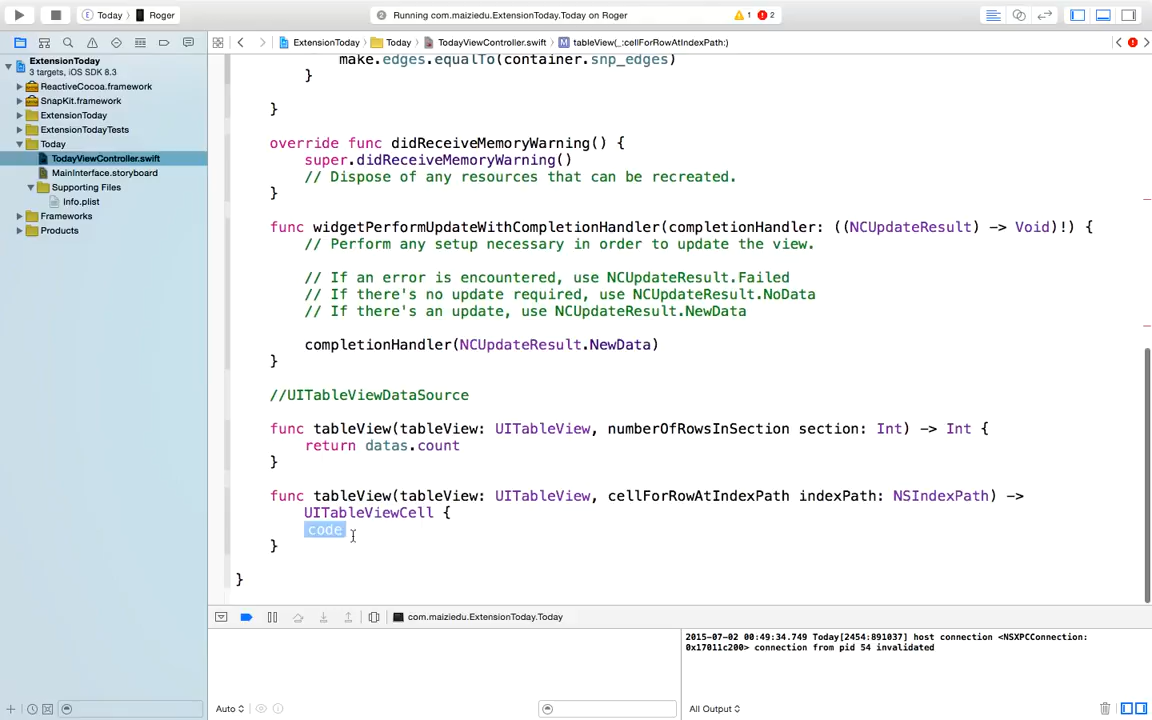 Today
Roger
Running com.maiziedu.ExtensionToday.Today on Roger
2
1
2
ExtensionToday
Today
TodayViewController.swift
M
tableView(_:cellForRowAtIndexPath:)
ExtensionToday
3 targets, iOS SDK 8.3
ReactiveCocoa.framework
SnapKit.framework
ExtensionToday
ExtensionTodayTests
Today
TodayViewController.swift
MainInterface.storyboard
Supporting Files
Info.plist
Frameworks
Products
make.edges.equalTo(container.snp_edges)
}
}
override func didReceiveMemoryWarning() {
super.didReceiveMemoryWarning()
// Dispose of any resources that can be recreated.
}
func widgetPerformUpdateWithCompletionHandler(completionHandler: ((NCUpdateResult) -> Void)!) {
// Perform any setup necessary in order to update the view.
// If an error is encountered, use NCUpdateResult.Failed
// If there's no update required, use NCUpdateResult.NoData
// If there's an update, use NCUpdateResult.NewData
completionHandler(NCUpdateResult.NewData)
}
//UITableViewDataSource
func tableView(tableView: UITableView, numberOfRowsInSection section: Int) -> Int {
return datas.count
}
func tableView(tableView: UITableView, cellForRowAtIndexPath indexPath: NSIndexPath) ->
UITableViewCell {
code
}
}
com.maiziedu.ExtensionToday.Today
2015-07-02 00:49:34.749 Today[2454:891037] host connection <NSXPCConnection:
0x17011c200> connection from pid 54 invalidated
Auto
All Output